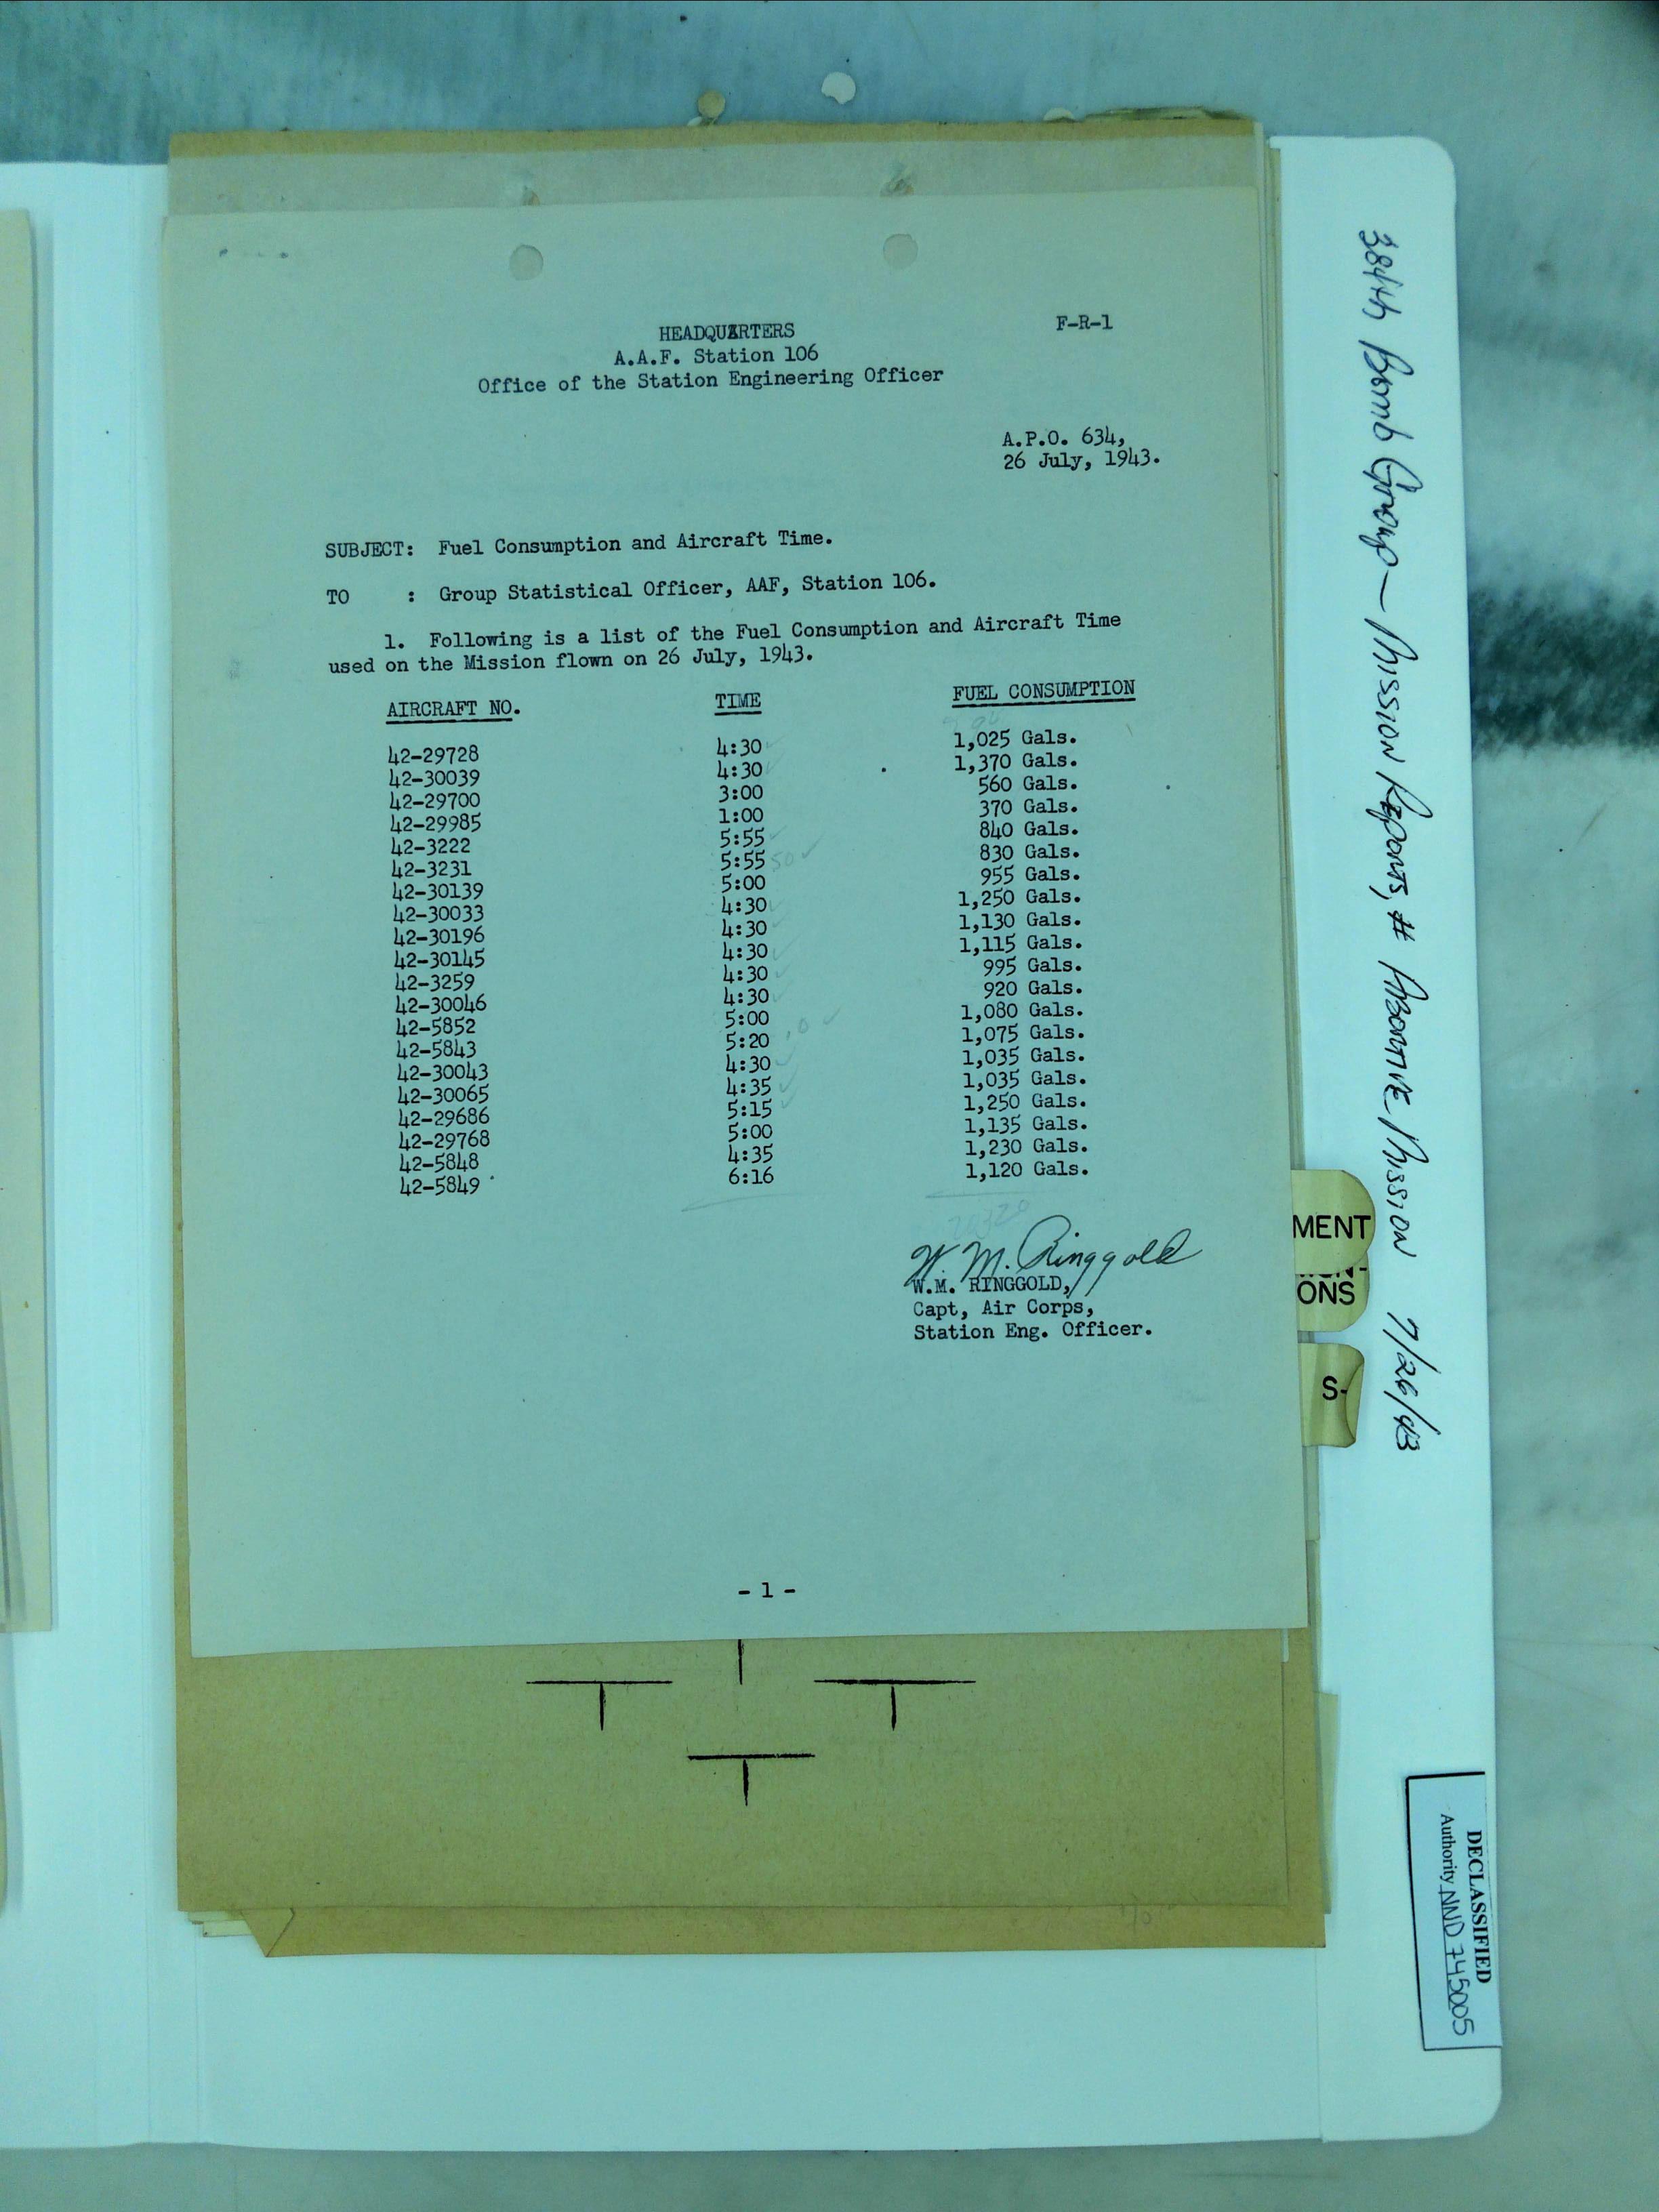 HEADQUARTERS
F-R-1
A.A.F. Station 106
Office of the Station Engineering Officer
A.P.O. 634,
26 July, 1943.
SUBJECT: Fuel Consumption and Aircraft Time.
TO : Group Statistical Officer, AAF, Station 106.
1. Following is a list of the Fuel Consumption and Aircraft Time
used on the Mission flown on 26 July, 1943.
AIRCRAFT NO. TIME FUEL CONSUMPTION
42-29728 4:30 1,025 Gals.
42-30039 4:30 1,370 Gals.
42-29700 3:00 560 Gals.
42-29985 1:00 370 Gals.
42-3222 5:55 840 Gals.
42-3231 5:55 50 830 Gals.
42-30139 5:00 955 Gals.
42-30033 4:30 1,250 Gals.
42-30196 4:30 1,130 Gals.
42-30145 4:30 1,115 Gals.
42-3259 4:30 995 Gals.
42-30046 4:30 920 Gals.
42-5852 5:00 1,080 Gals.
42-5843 5:20 1,075 Gals.
42-30043 4:30 1,035 Gals.
42-30065 4:35 1,035 Gals.
42-29686 5:15 1,250 Gals.
42-29768 5:00 1,135 Gals.
42-5848 4:35 1,230 Gals.
42-5849 6:16 1,120 Gals.
W. M. Ringgold
W.M. RINGGOLD,
Capt, Air Corps,
Station Eng. Officer.
- 1 -
MENT
ONS
S-
384th Bomb Group - Mission Reports, # Abortive Mission 7/26/43
DECLASSIFIED
Authority NND 745005